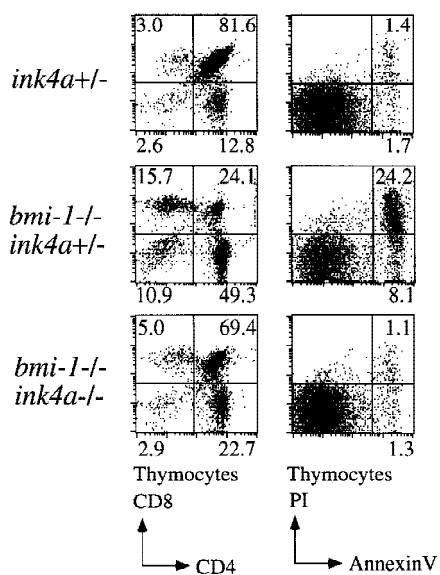 3.0 81.6 1.4
ink4a+/-
2.6 12.8 1.7
15.7 24.1 24.2
bmi-1-/-
ink4a+/-
10.9 49.3 8.1
5.0 69.4 1.1
bmi-1-/-
ink4a-/-
2.9 22.7 1.3
Thymocytes Thymocytes
CD8 PI
CD4 AnnexinV